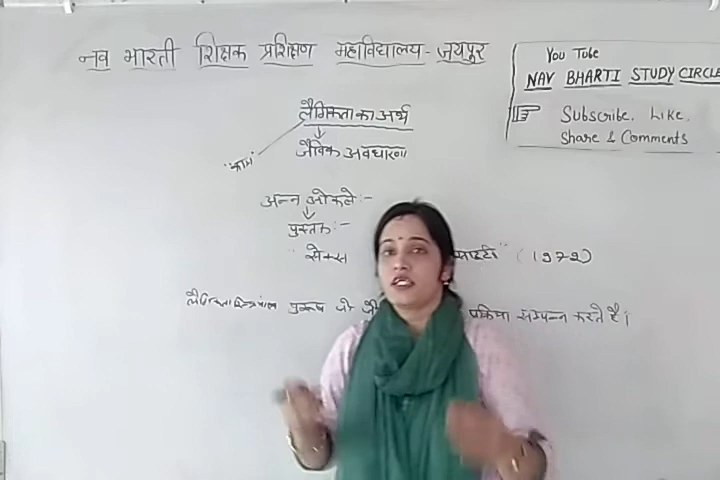 नव भारती शिक्षक प्रशिक्षण महाविद्यालय - जयपुर
You Tube
NAV BHARTI STUDY CIRCLE
Subscribe, Like,
Share & Comments
लैंगिकता का अर्थ
जैविक अवधारणा
"काम"
अन्न ओकले :-
पुस्तक :-
" सेक्स (1972)
पुरूष जो प्रक्रिया सम्पन्न करते है।